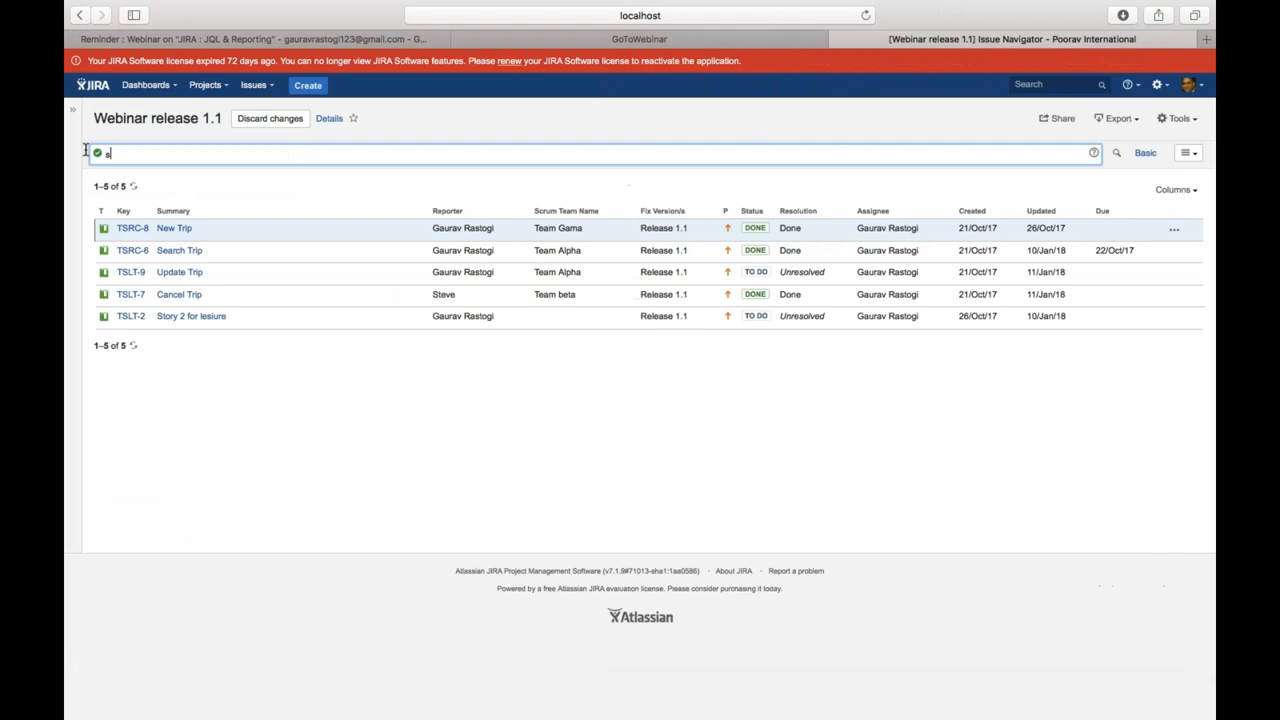 localhost
Reminder : Webinar on "JIRA : JQL & Reporting" - gauravrastogi123@gmail.com - G... GoToWebinar [Webinar release 1.1] Issue Navigator - Poorav International +
Your JIRA Software license expired 72 days ago. You can no longer view JIRA Software features. Please renew your JIRA Software license to reactivate the application.
JIRA Dashboards Projects Issues Create Search
Webinar release 1.1 Discard changes Details Share Export Tools
s Basic
1–5 of 5
Columns
T Key Summary Reporter Scrum Team Name Fix Version/s P Status Resolution Assignee Created Updated Due
TSRC-8 New Trip Gaurav Rastogi Team Gama Release 1.1 DONE Done Gaurav Rastogi 21/Oct/17 26/Oct/17 ...
TSRC-6 Search Trip Gaurav Rastogi Team Alpha Release 1.1 DONE Done Gaurav Rastogi 21/Oct/17 10/Jan/18 22/Oct/17
TSLT-9 Update Trip Gaurav Rastogi Team Alpha Release 1.1 TO DO Unresolved Gaurav Rastogi 21/Oct/17 11/Jan/18
TSLT-7 Cancel Trip Steve Team beta Release 1.1 DONE Done Gaurav Rastogi 21/Oct/17 11/Jan/18
TSLT-2 Story 2 for lesiure Gaurav Rastogi Release 1.1 TO DO Unresolved Gaurav Rastogi 26/Oct/17 10/Jan/18
1–5 of 5
Atlassian JIRA Project Management Software (v7.1.9#71013-sha1:1aa0586) · About JIRA · Report a problem
Powered by a free Atlassian JIRA evaluation license. Please consider purchasing it today.
Atlassian